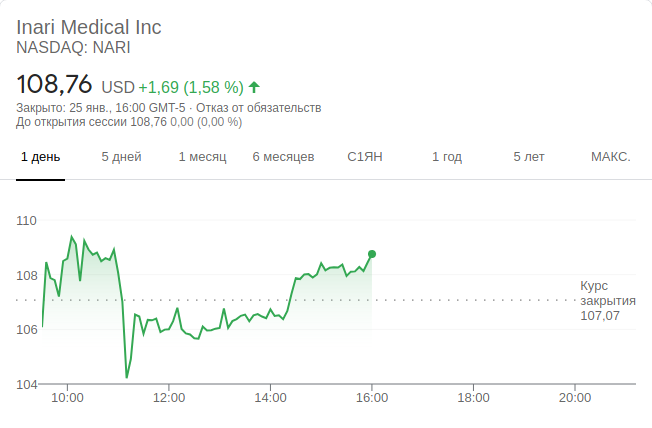 Inari Medical Inc
NASDAQ: NARI
108,76 USD +1,69 (1,58 %)
Закрыто: 25 янв., 16:00 GMT-5 · Отказ от обязательств
До открытия сессии 108,76 0,00 (0,00 %)
1 день 5 дней 1 месяц 6 месяцев С1ЯН 1 год 5 лет МАКС.
110
108
Курс
закрытия
107,07
106
104
10:00 12:00 14:00 16:00 18:00 20:00